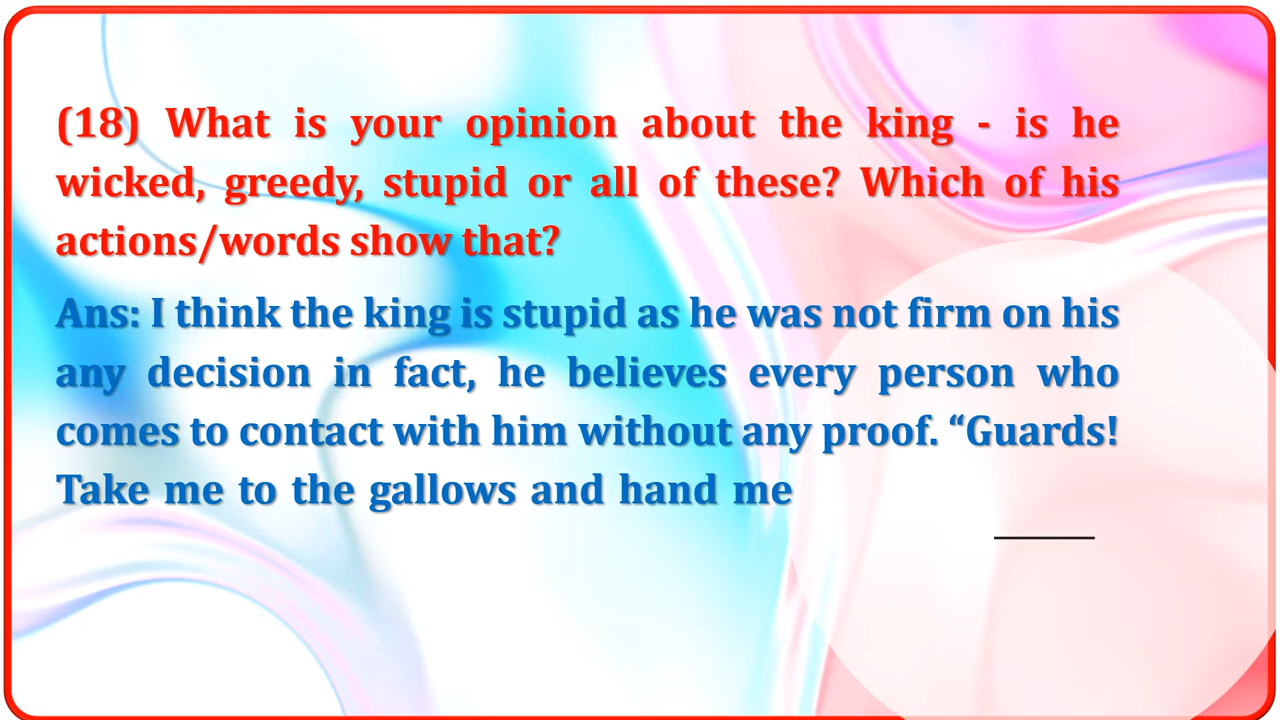 (18) What is your opinion about the king - is he
wicked, greedy, stupid or all of these? Which of his
actions/words show that?
Ans: I think the king is stupid as he was not firm on his
any decision in fact, he believes every person who
comes to contact with him without any proof. “Guards!
Take me to the gallows and hand me